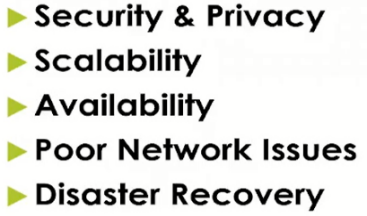 Security & Privacy
Scalability
Availability
Poor Network Issues
Disaster Recovery